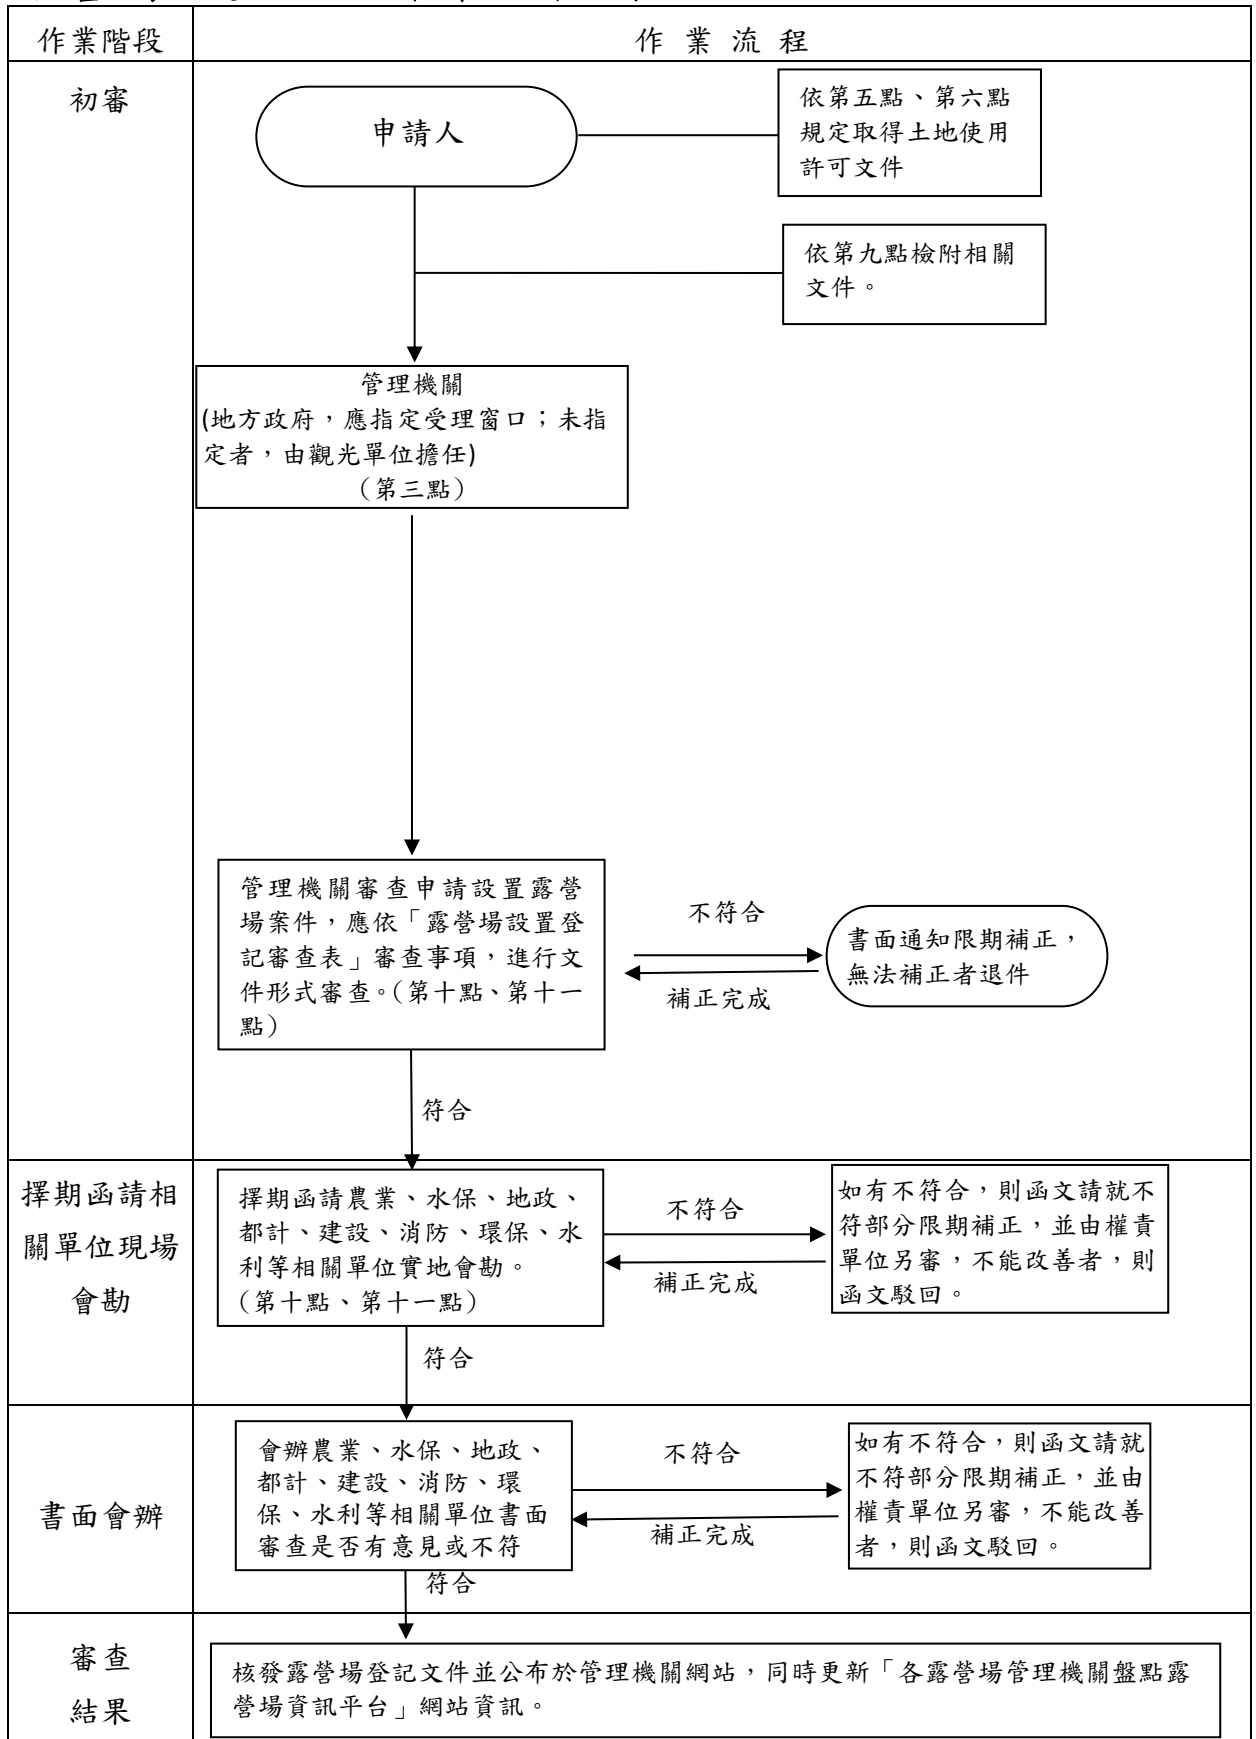 作業階段
作 業 流 程
初審
申請人
依第五點、第六點
規定取得土地使用
許可文件
依第九點檢附相關
文件。
管理機關
(地方政府，應指定受理窗口；未指
定者，由觀光單位擔任)
（第三點）
管理機關審查申請設置露營
場案件，應依「露營場設置登
記審查表」審查事項，進行文
件形式審查。（第十點、第十一
點）
不符合
補正完成
書面通知限期補正，
無法補正者退件
符合
擇期函請相
關單位現場
會勘
擇期函請農業、水保、地政、
都計、建設、消防、環保、水
利等相關單位實地會勘。
（第十點、第十一點）
不符合
補正完成
如有不符合，則函文請就不
符部分限期補正，並由權責
單位另審，不能改善者，則
函文駁回。
符合
書面會辦
會辦農業、水保、地政、
都計、建設、消防、環
保、水利等相關單位書面
審查是否有意見或不符
不符合
補正完成
如有不符合，則函文請就
不符部分限期補正，並由
權責單位另審，不能改善
者，則函文駁回。
符合
審查
結果
核發露營場登記文件並公布於管理機關網站，同時更新「各露營場管理機關盤點露
營場資訊平台」網站資訊。